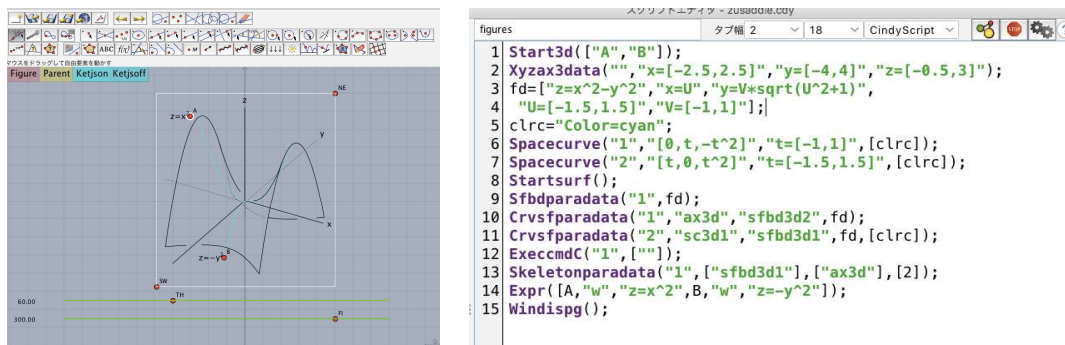 ABC f(x)
マウスをドラッグして自由要素を動かす
Figure Parent Ketjson Ketjsoff
NE
z
A
z=x
y
x
B
z=-y
SW
TH
60.00
300.00
FI
スクリプトエディタ - zusaddle.cdy
figures タブ幅 2 18 CindyScript STOP
1 Start3d(["A","B"]);
2 Xyzax3data("","x=[-2.5,2.5]","y=[-4,4]","z=[-0.5,3]");
3 fd=["z=x^2-y^2","x=U","y=V*sqrt(U^2+1)",
4 "U=[-1.5,1.5]","V=[-1,1]"];
5 clrc="Color=cyan";
6 Spacecurve("1","[0,t,-t^2]","t=[-1,1]",[clrc]);
7 Spacecurve("2","[t,0,t^2]","t=[-1.5,1.5]",[clrc]);
8 Startsurf();
9 Sfbdparadata("1",fd);
10 Crvsfparadata("1","ax3d","sfbd3d2",fd);
11 Crvsfparadata("2","sc3d1","sfbd3d1",fd,[clrc]);
12 ExeccmdC("1",[""]);
13 Skeletonparadata("1",["sfbd3d1"],["ax3d"],[2]);
14 Expr([A,"w","z=x^2",B,"w","z=-y^2"]);
15 Windispg();